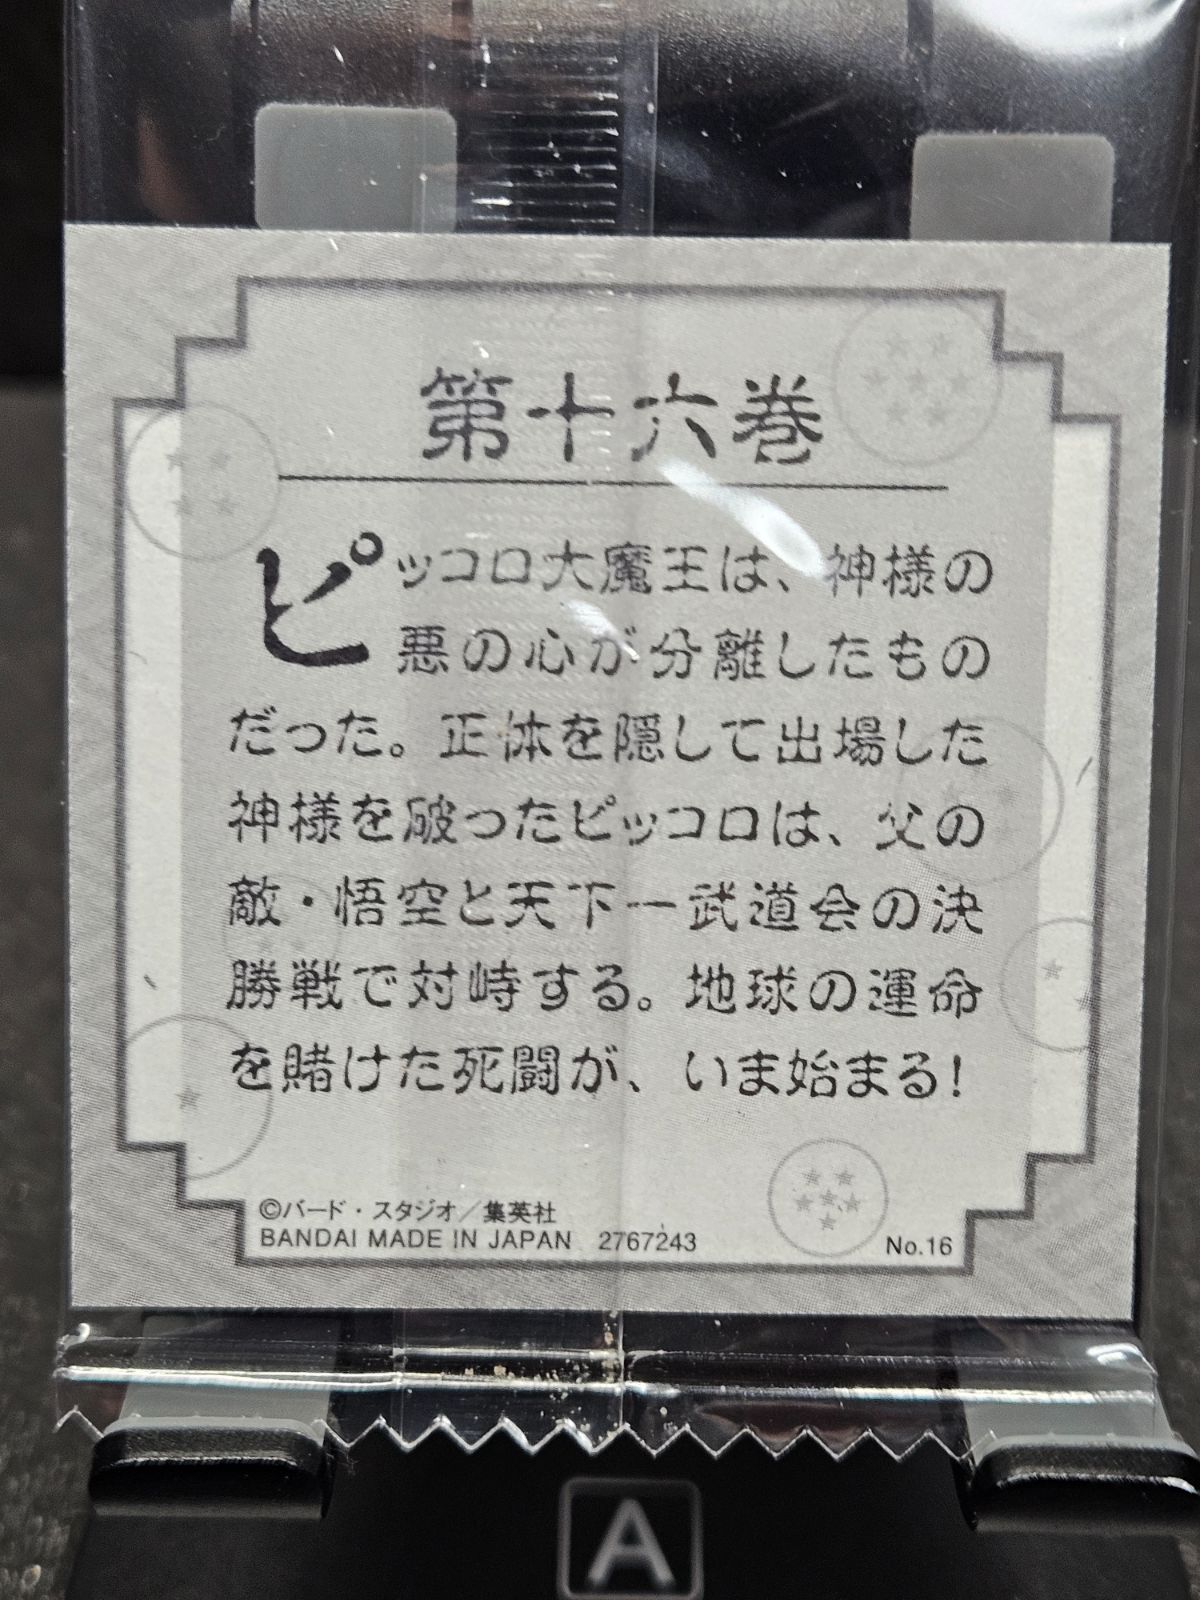 第十六巻
ピッコロ大魔王は、神様の
悪の心が分離したもの
だった。正体を隠して出場した
神様を破ったピッコロは、父の
敵・悟空と天下一武道会の決
勝戦で対峙する。地球の運命
を賭けた死闘が、いま始まる!
©バード・スタジオ/集英社
BANDAI MADE IN JAPAN 2767243
No.16
A